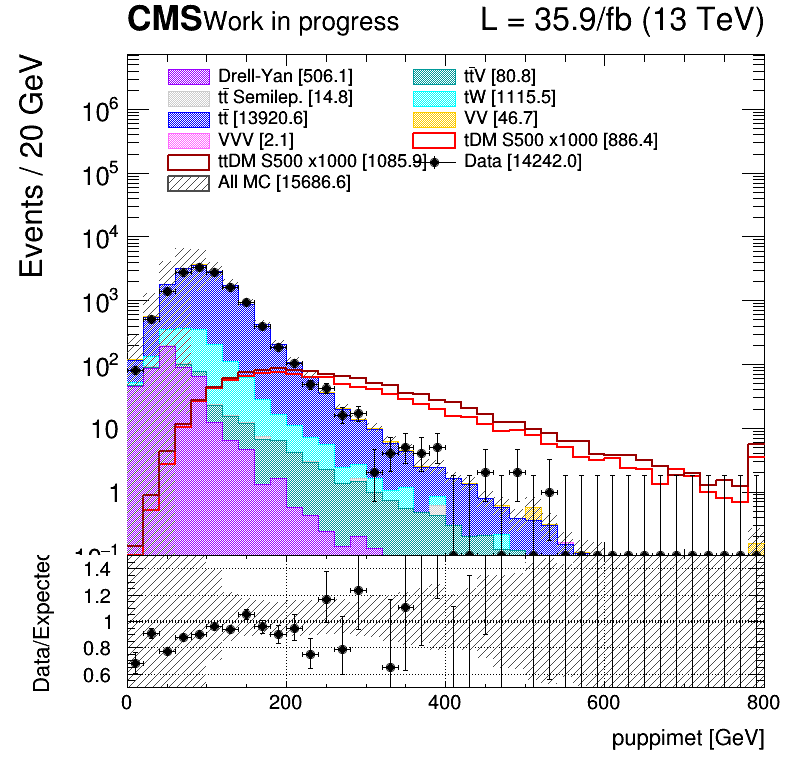 CMS Work in progress L = 35.9/fb (13 TeV)
Events / 20 GeV
Drell-Yan [506.1] tt̄V [80.8]
tt̄ Semilep. [14.8] tW [1115.5]
tt̄ [13920.6] VV [46.7]
VVV [2.1] tDM S500 x1000 [886.4]
ttDM S500 x1000 [1085.9] Data [14242.0]
All MC [15686.6]
10⁶
10⁵
10⁴
10³
10²
10
1
10⁻¹
Data/Expected
1.4
1.2
1
0.8
0.6
0 200 400 600 800
puppimet [GeV]